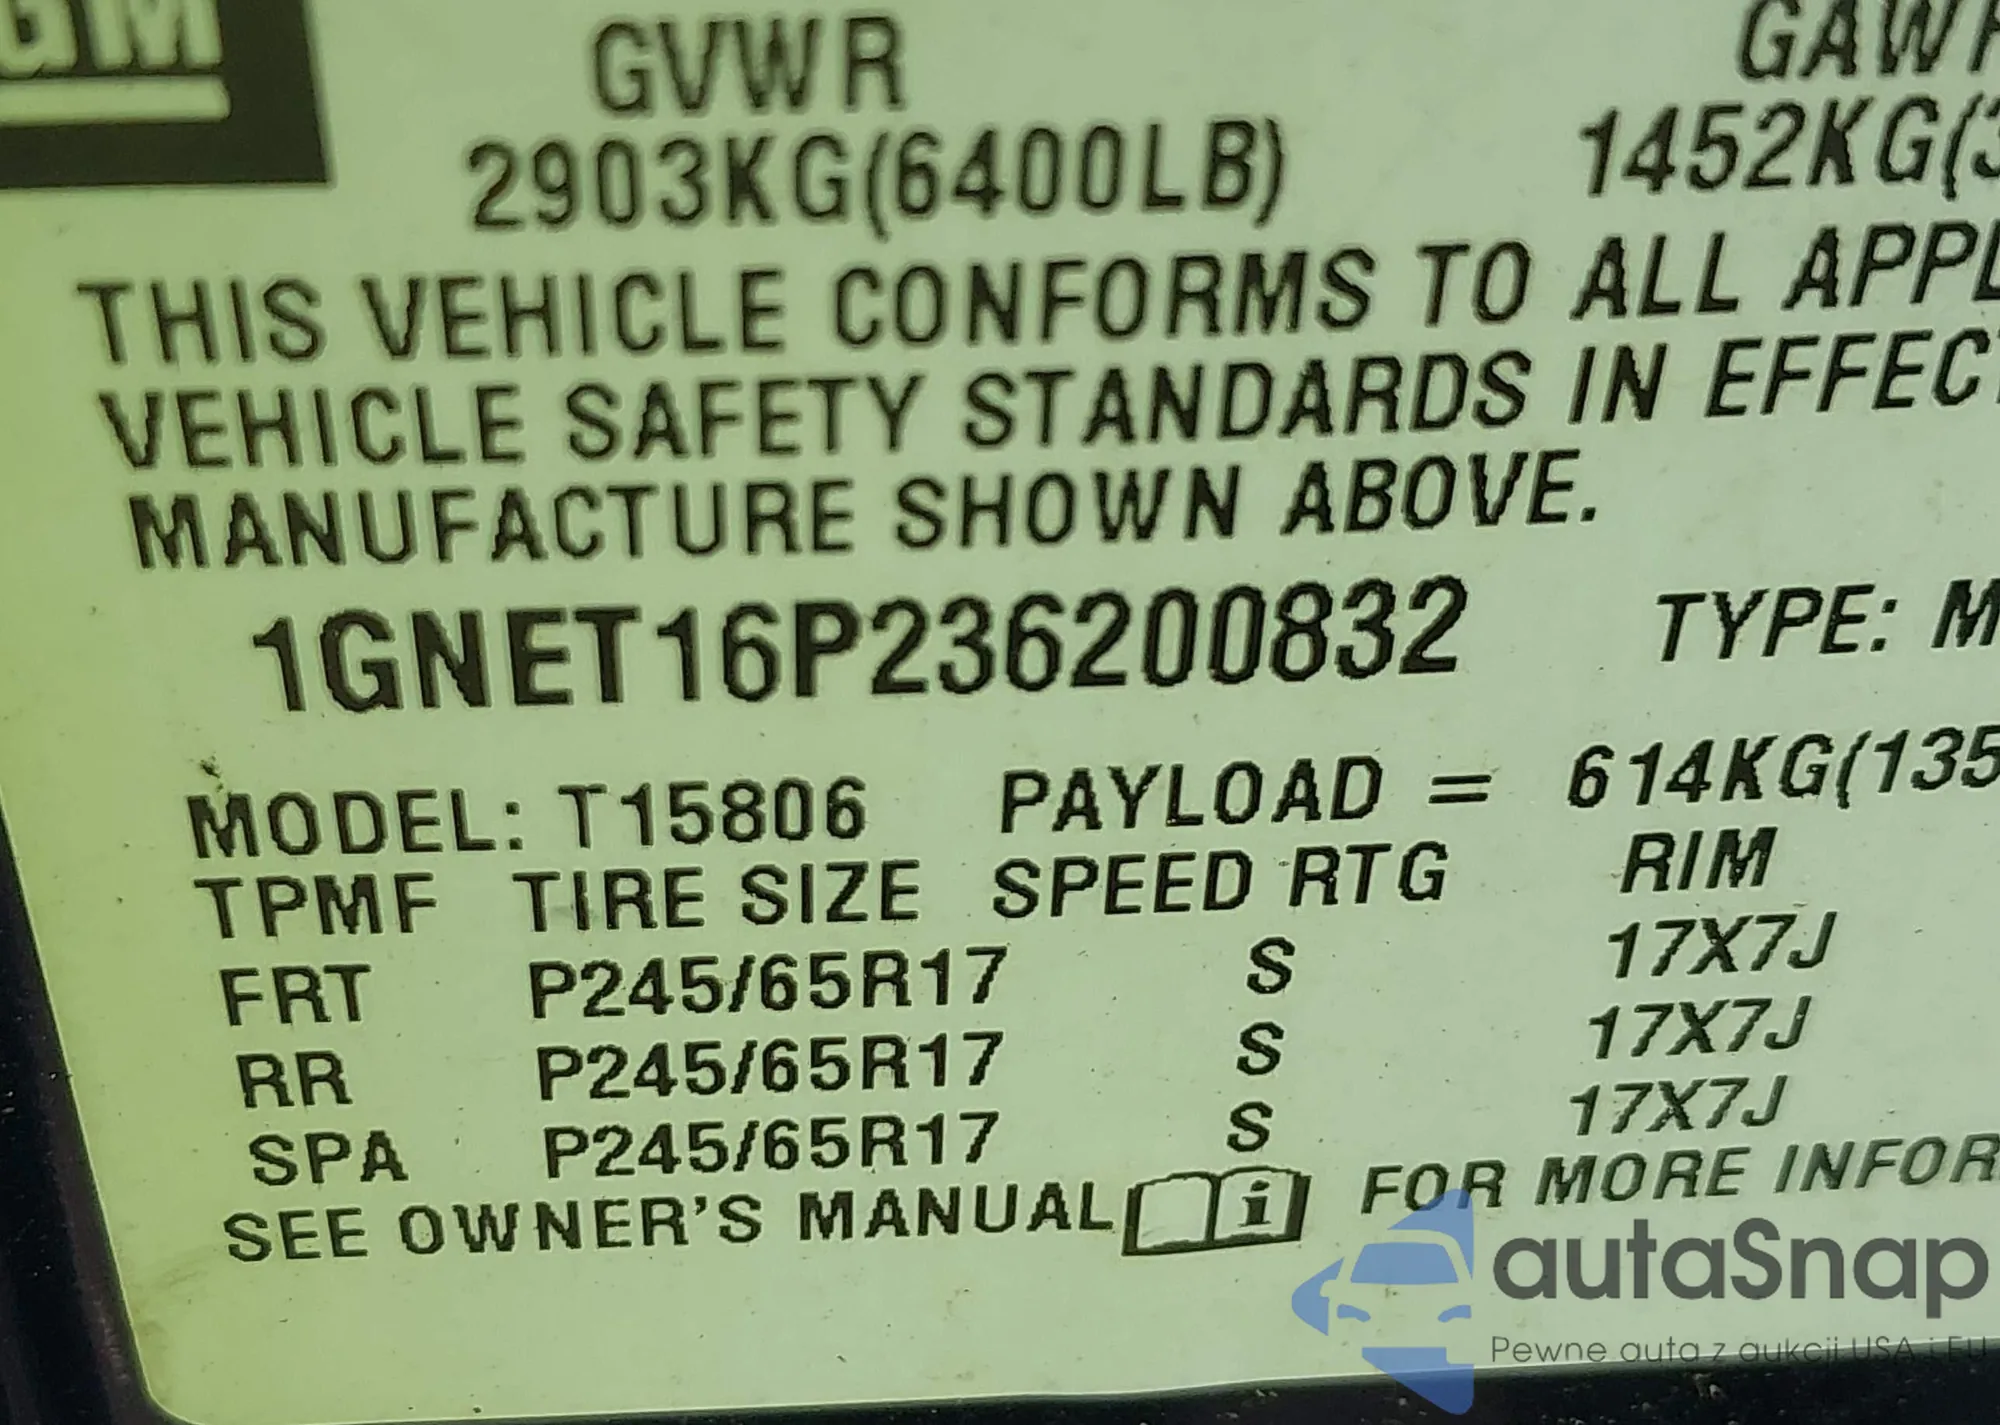 GM
GVWR
2903KG(6400LB)
GAWR
1452KG(3
THIS VEHICLE CONFORMS TO ALL APPL
VEHICLE SAFETY STANDARDS IN EFFECT
MANUFACTURE SHOWN ABOVE.
1GNET16P236200832 TYPE: M
MODEL: T15806 PAYLOAD = 614KG(135
TPMF TIRE SIZE SPEED RTG RIM
FRT P245/65R17 S 17X7J
RR P245/65R17 S 17X7J
SPA P245/65R17 S 17X7J
SEE OWNER'S MANUAL i FOR MORE INFOR
autaSnap
Pewne auta z aukcji USA i EU